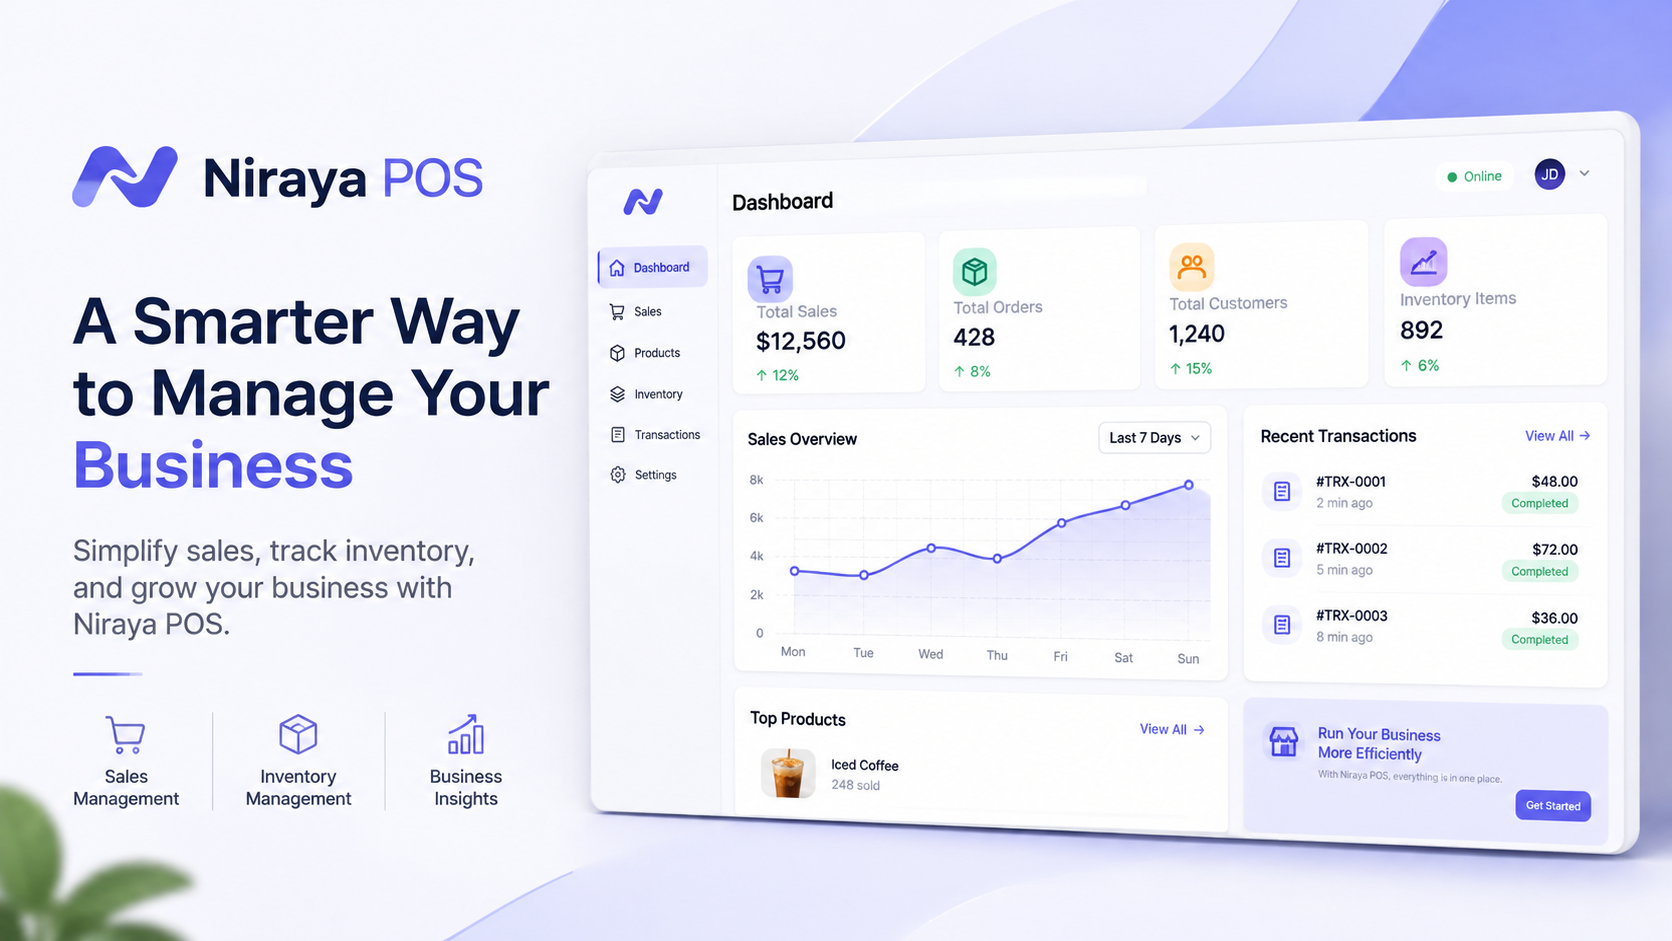 Niraya POS
A Smarter Way
to Manage Your
Business
Simplify sales, track inventory,
and grow your business with
Niraya POS.
Sales
Management
Inventory
Management
Business
Insights
Dashboard
Sales
Products
Inventory
Transactions
Settings
Dashboard
Online
JD
Total Sales
$12,560
↑ 12%
Total Orders
428
↑ 8%
Total Customers
1,240
↑ 15%
Inventory Items
892
↑ 6%
Sales Overview
Last 7 Days
8k
6k
4k
2k
0
Mon Tue Wed Thu Fri Sat Sun
Recent Transactions
View All →
#TRX-0001 $48.00
2 min ago Completed
#TRX-0002 $72.00
5 min ago Completed
#TRX-0003 $36.00
8 min ago Completed
Top Products
View All →
Iced Coffee
248 sold
Run Your Business
More Efficiently
With Niraya POS, everything is in one place.
Get Started